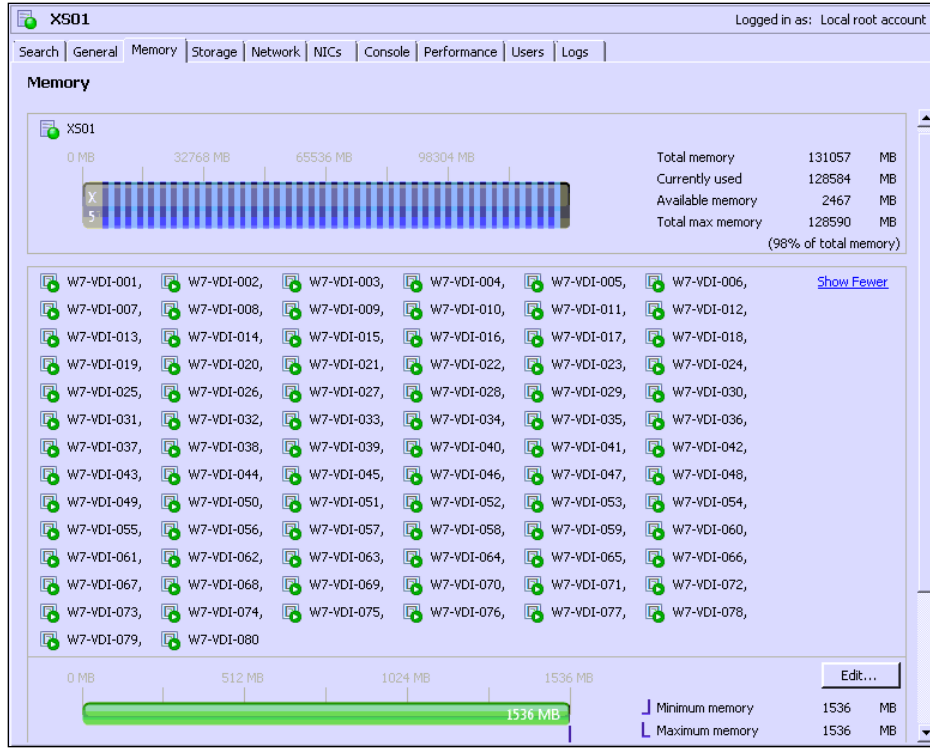 XS01 Logged in as: Local root account
Search General Memory Storage Network NICs Console Performance Users Logs
Memory
XS01
0 MB 32768 MB 65536 MB 98304 MB
X
5
Total memory 131057 MB
Currently used 128584 MB
Available memory 2467 MB
Total max memory 128590 MB
(98% of total memory)
W7-VDI-001, W7-VDI-002, W7-VDI-003, W7-VDI-004, W7-VDI-005, W7-VDI-006, Show Fewer
W7-VDI-007, W7-VDI-008, W7-VDI-009, W7-VDI-010, W7-VDI-011, W7-VDI-012,
W7-VDI-013, W7-VDI-014, W7-VDI-015, W7-VDI-016, W7-VDI-017, W7-VDI-018,
W7-VDI-019, W7-VDI-020, W7-VDI-021, W7-VDI-022, W7-VDI-023, W7-VDI-024,
W7-VDI-025, W7-VDI-026, W7-VDI-027, W7-VDI-028, W7-VDI-029, W7-VDI-030,
W7-VDI-031, W7-VDI-032, W7-VDI-033, W7-VDI-034, W7-VDI-035, W7-VDI-036,
W7-VDI-037, W7-VDI-038, W7-VDI-039, W7-VDI-040, W7-VDI-041, W7-VDI-042,
W7-VDI-043, W7-VDI-044, W7-VDI-045, W7-VDI-046, W7-VDI-047, W7-VDI-048,
W7-VDI-049, W7-VDI-050, W7-VDI-051, W7-VDI-052, W7-VDI-053, W7-VDI-054,
W7-VDI-055, W7-VDI-056, W7-VDI-057, W7-VDI-058, W7-VDI-059, W7-VDI-060,
W7-VDI-061, W7-VDI-062, W7-VDI-063, W7-VDI-064, W7-VDI-065, W7-VDI-066,
W7-VDI-067, W7-VDI-068, W7-VDI-069, W7-VDI-070, W7-VDI-071, W7-VDI-072,
W7-VDI-073, W7-VDI-074, W7-VDI-075, W7-VDI-076, W7-VDI-077, W7-VDI-078,
W7-VDI-079, W7-VDI-080
0 MB 512 MB 1024 MB 1536 MB Edit...
1536 MB
Minimum memory 1536 MB
Maximum memory 1536 MB